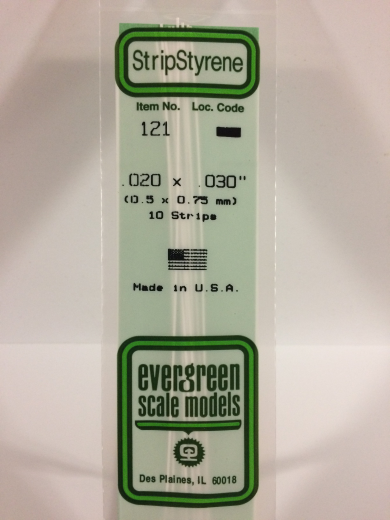 StripStyrene
Item No. Loc. Code
121
.020 x .030"
(0.5 x 0.75 mm)
10 Strips
Made in U.S.A.
evergreen
scale models
Des Plaines, IL 60018